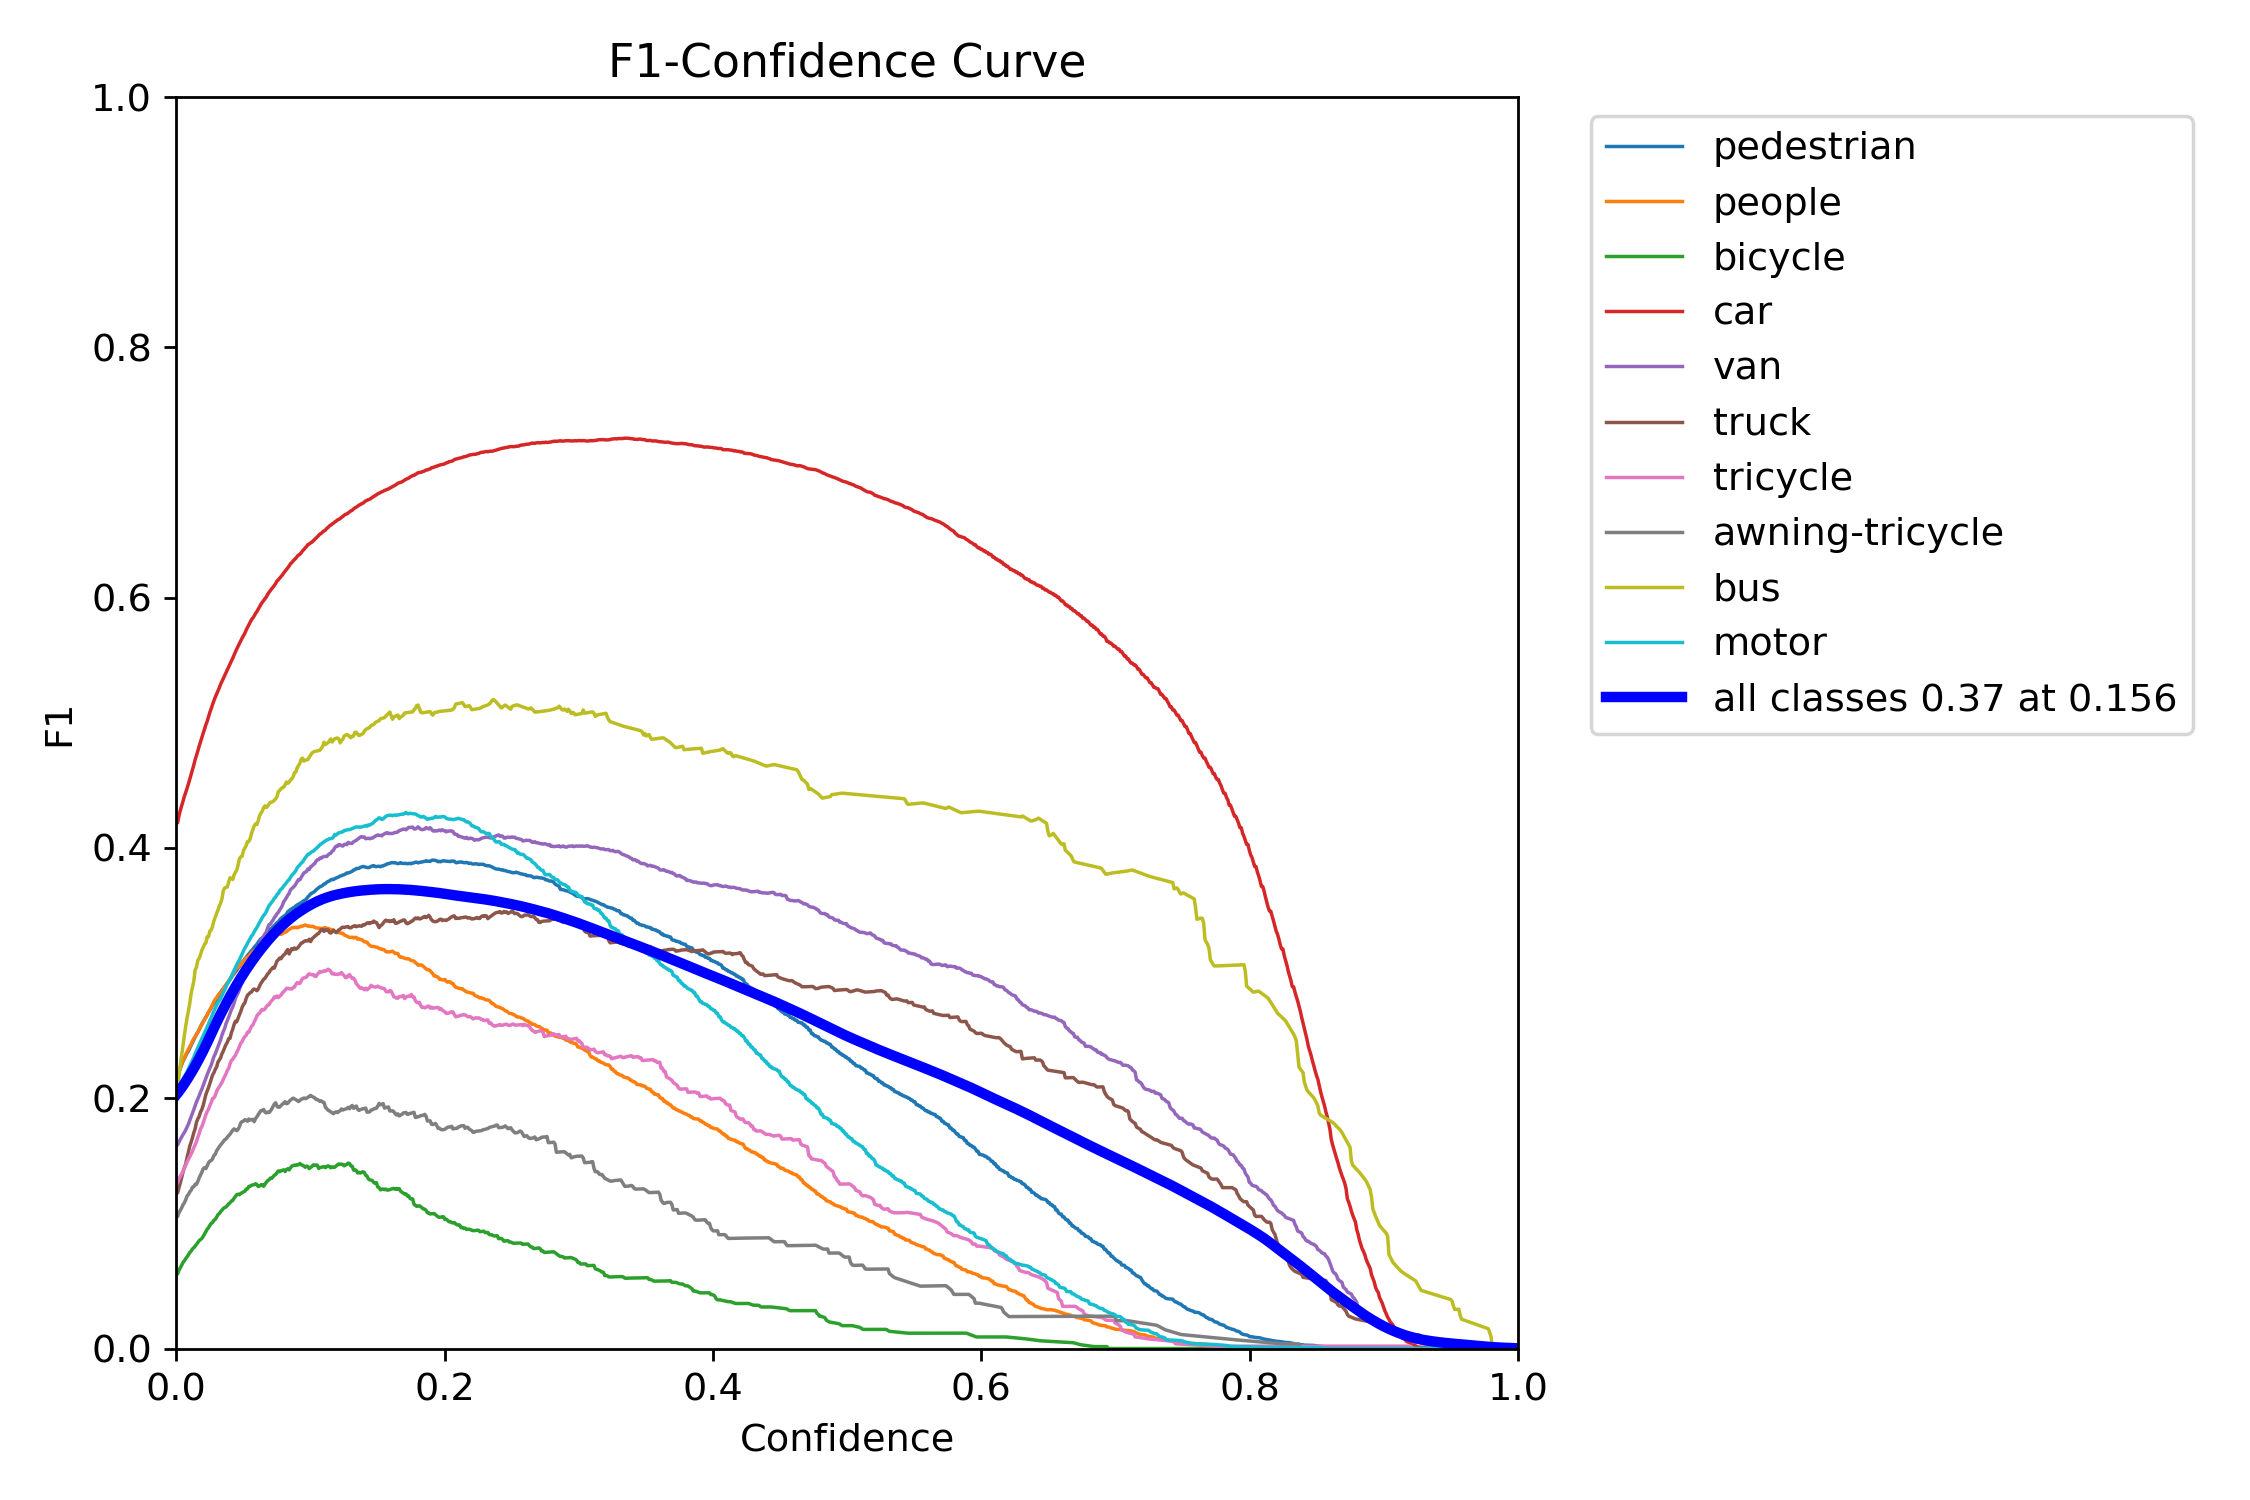 F1-Confidence Curve
1.0
0.8
0.6
0.4
0.2
0.0
F1
0.0 0.2 0.4 0.6 0.8 1.0
Confidence
pedestrian
people
bicycle
car
van
truck
tricycle
awning-tricycle
bus
motor
all classes 0.37 at 0.156